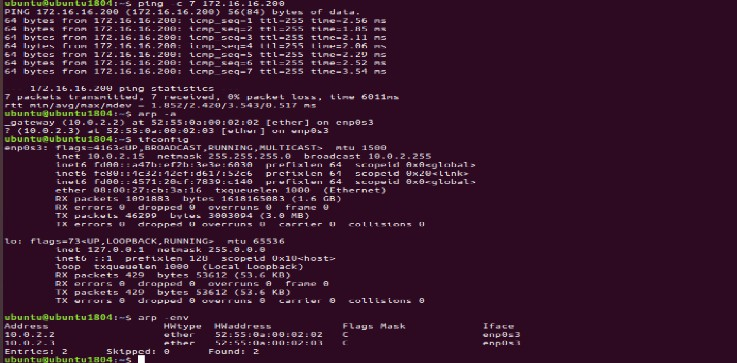 ubuntu@ubuntu1804:~$ ping -c 7 172.16.16.200
PING 172.16.16.200 (172.16.16.200) 56(84) bytes of data.
64 bytes from 172.16.16.200: icmp_seq=1 ttl=255 time=2.56 ms
64 bytes from 172.16.16.200: icmp_seq=2 ttl=255 time=1.85 ms
64 bytes from 172.16.16.200: icmp_seq=3 ttl=255 time=2.11 ms
64 bytes from 172.16.16.200: icmp_seq=4 ttl=255 time=2.06 ms
64 bytes from 172.16.16.200: icmp_seq=5 ttl=255 time=2.29 ms
64 bytes from 172.16.16.200: icmp_seq=6 ttl=255 time=2.52 ms
64 bytes from 172.16.16.200: icmp_seq=7 ttl=255 time=3.54 ms
172.16.16.200 ping statistics
7 packets transmitted, 7 received, 0% packet loss, time 6011ms
rtt min/avg/max/mdev = 1.852/2.420/3.543/0.517 ms
ubuntu@ubuntu1804:~$ arp -a
_gateway (10.0.2.2) at 52:55:0a:00:02:02 [ether] on enp0s3
? (10.0.2.3) at 52:55:0a:00:02:03 [ether] on enp0s3
ubuntu@ubuntu1804:~$ ifconfig
enp0s3: flags=4163<UP,BROADCAST,RUNNING,MULTICAST> mtu 1500
inet 10.0.2.15 netmask 255.255.255.0 broadcast 10.0.2.255
inet6 fd00::a47b:ef2b:3e3e:6030 prefixlen 64 scopeid 0x0<global>
inet6 fe80::4c32:42ef:d617:52c6 prefixlen 64 scopeid 0x20<link>
inet6 fd00::4571:20cf:7839:c140 prefixlen 64 scopeid 0x0<global>
ether 08:00:27:cb:3a:16 txqueuelen 1000 (Ethernet)
RX packets 1091883 bytes 1618165083 (1.6 GB)
RX errors 0 dropped 0 overruns 0 frame 0
TX packets 46299 bytes 3003094 (3.0 MB)
TX errors 0 dropped 0 overruns 0 carrier 0 collisions 0
lo: flags=73<UP,LOOPBACK,RUNNING> mtu 65536
inet 127.0.0.1 netmask 255.0.0.0
inet6 ::1 prefixlen 128 scopeid 0x10<host>
loop txqueuelen 1000 (Local Loopback)
RX packets 429 bytes 53612 (53.6 KB)
RX errors 0 dropped 0 overruns 0 frame 0
TX packets 429 bytes 53612 (53.6 KB)
TX errors 0 dropped 0 overruns 0 carrier 0 collisions 0
ubuntu@ubuntu1804:~$ arp -env
Address HWtype HWaddress Flags Mask Iface
10.0.2.2 ether 52:55:0a:00:02:02 C enp0s3
10.0.2.3 ether 52:55:0a:00:02:03 C enp0s3
Entries: 2 Skipped: 0 Found: 2
ubuntu@ubuntu1804:~$